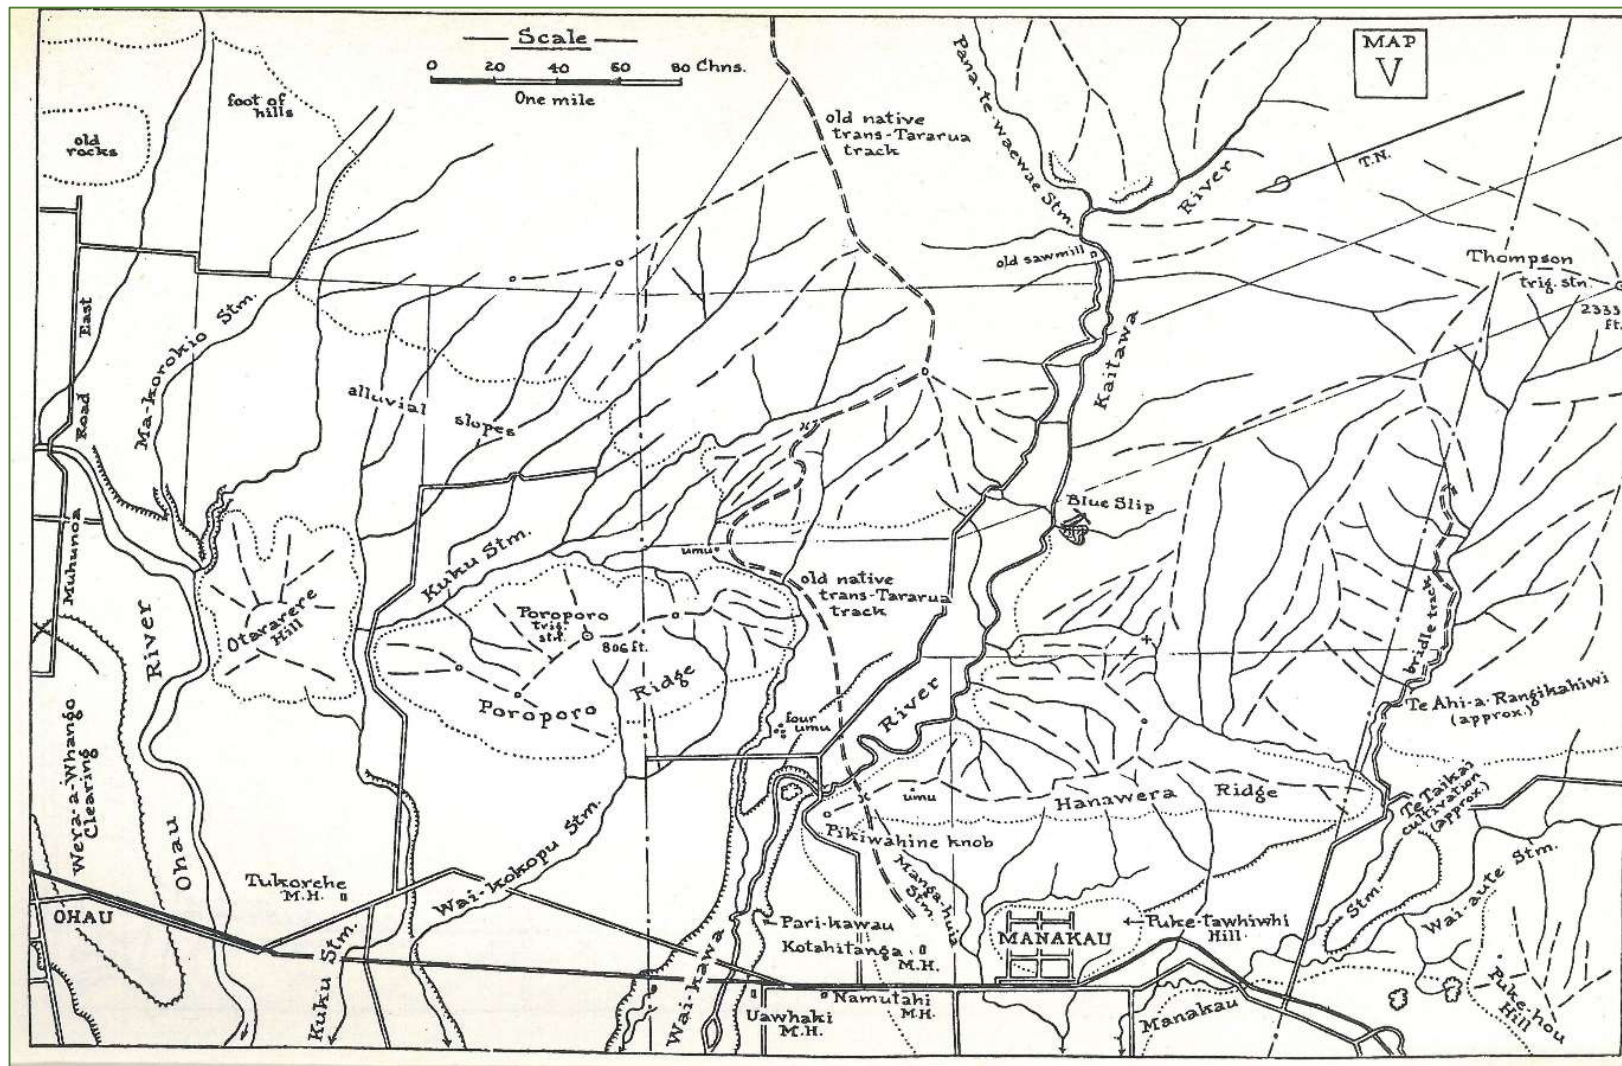 Scale
0 20 40 60 80 Chns.
One mile
MAP
V
foot of
hills
old
rocks
old native
trans-Tararua
track
Pana-te-waewae Stm.
River
T.N.
old sawmill
Thompson
trig. stn.
2333
ft.
Kaitawa
East
Road
Muhunoa
Ma-korokio Stm.
alluvial slopes
Blue Slip
Kuku Stm.
umu
old native
trans-Tararua
track
Otararere
Hill
Poroporo
trig.
stn.
806 ft.
Poroporo Ridge
River
Ohau
bridle track
Te Ahi-a-Rangikahiwi
(approx.)
Wera-a-Whango
Clearing
four
umu
River
umu
Hanawera Ridge
Te Taikai
cultivation
(approx.)
Pikiwahine knob
Manga-huia
Stm.
Wai-kokopu Stm.
Tukorehe
M.H.
OHAU
Stm.
Wai-aute Stm.
Pari-kawau
Kotahitanga
M.H.
MANAKAU
Puke-tawhiwhi
Hill
Kuku Stm.
Wai-kawa
Uawhaki
M.H.
Namutahi
M.H.
Manakau
Puke-hou
Hill